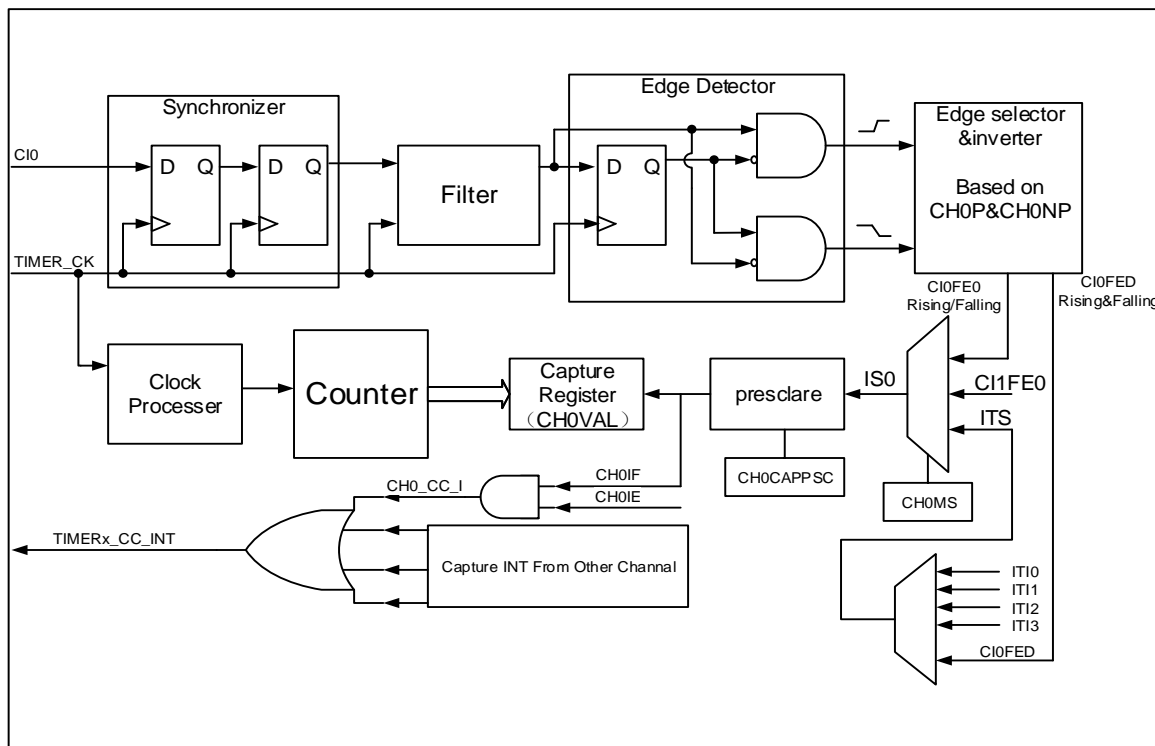 Synchronizer
Edge Detector
CI0
D Q
D Q
Filter
D Q
Edge selector
&inverter
Based on
CH0P&CH0NP
TIMER_CK
CI0FE0
Rising/Falling
CI0FED
Rising&Falling
Clock
Processer
Counter
Capture
Register
（CH0VAL）
presclare
IS0
CI1FE0
ITS
CH0CAPPSC
CH0MS
CH0_CC_I
CH0IF
CH0IE
TIMERx_CC_INT
Capture INT From Other Channal
ITI0
ITI1
ITI2
ITI3
CI0FED